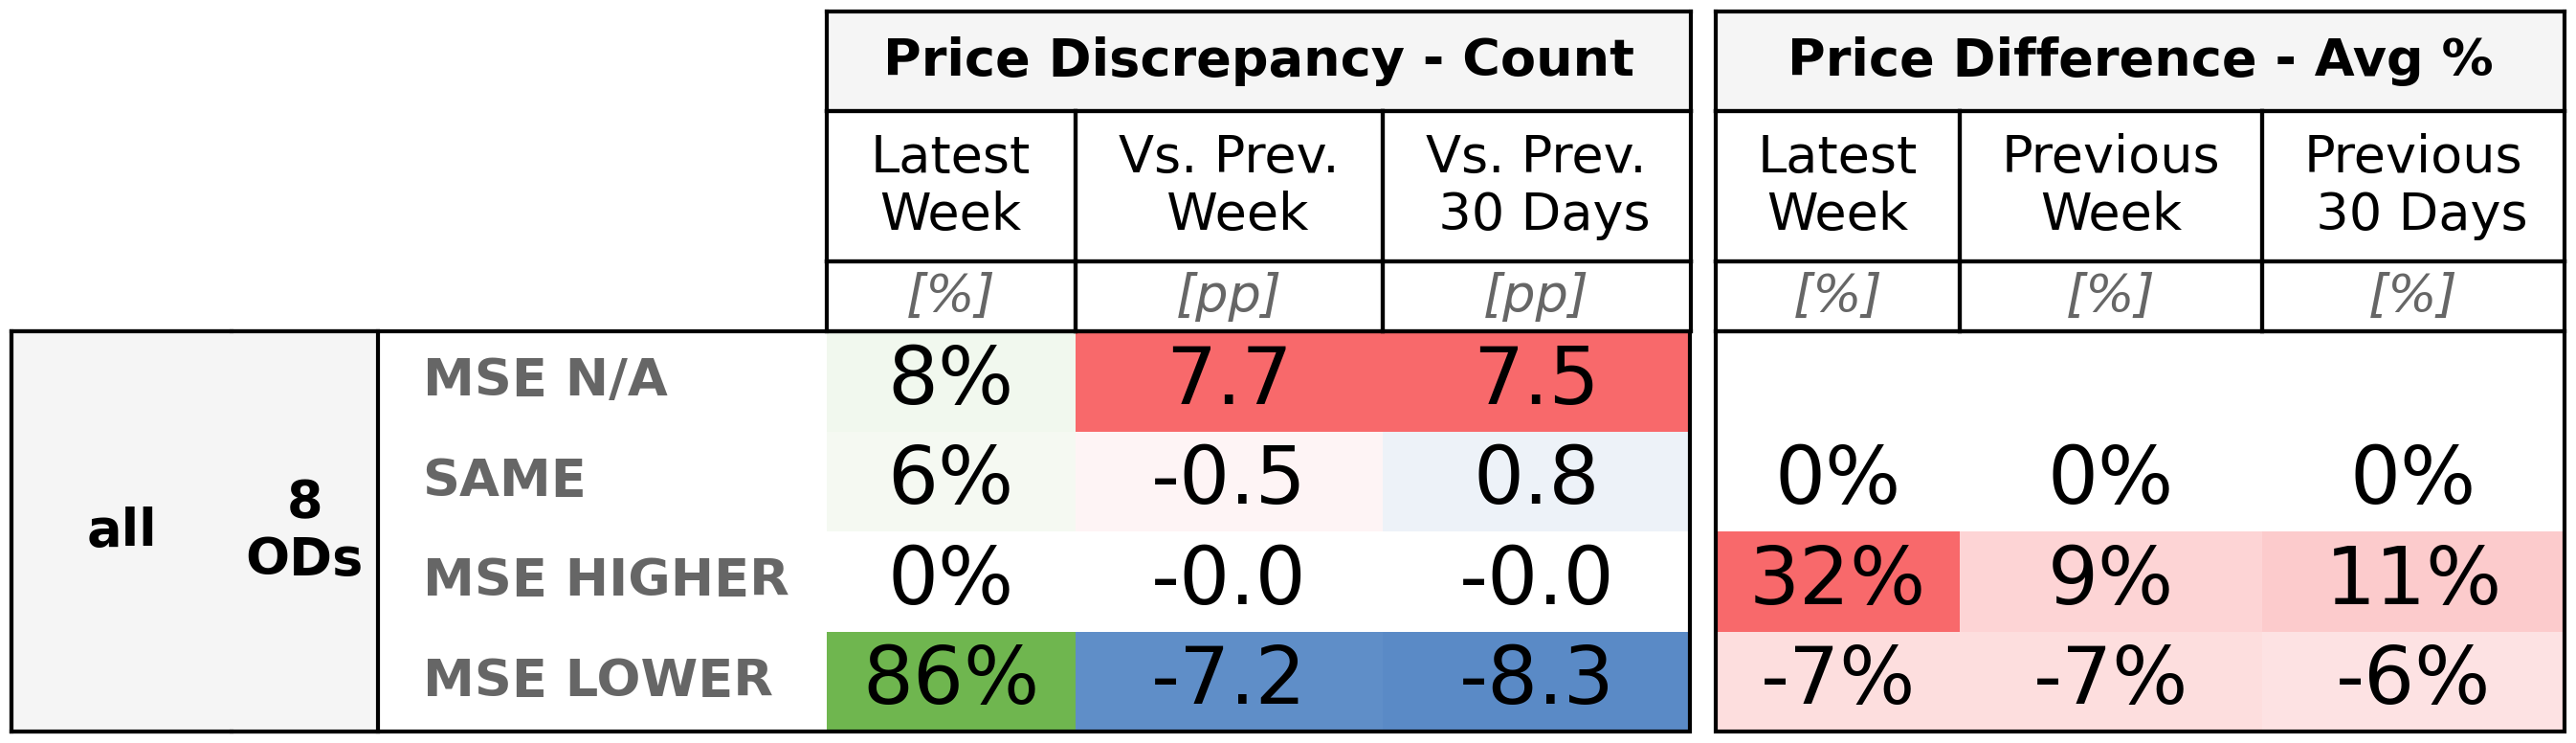 Price Discrepancy - Count Price Difference - Avg %
Latest Week Vs. Prev. Week Vs. Prev. 30 Days Latest Week Previous Week Previous 30 Days
[%] [pp] [pp] [%] [%] [%]
all 8 ODs
MSE N/A 8% 7.7 7.5
SAME 6% -0.5 0.8 0% 0% 0%
MSE HIGHER 0% -0.0 -0.0 32% 9% 11%
MSE LOWER 86% -7.2 -8.3 -7% -7% -6%